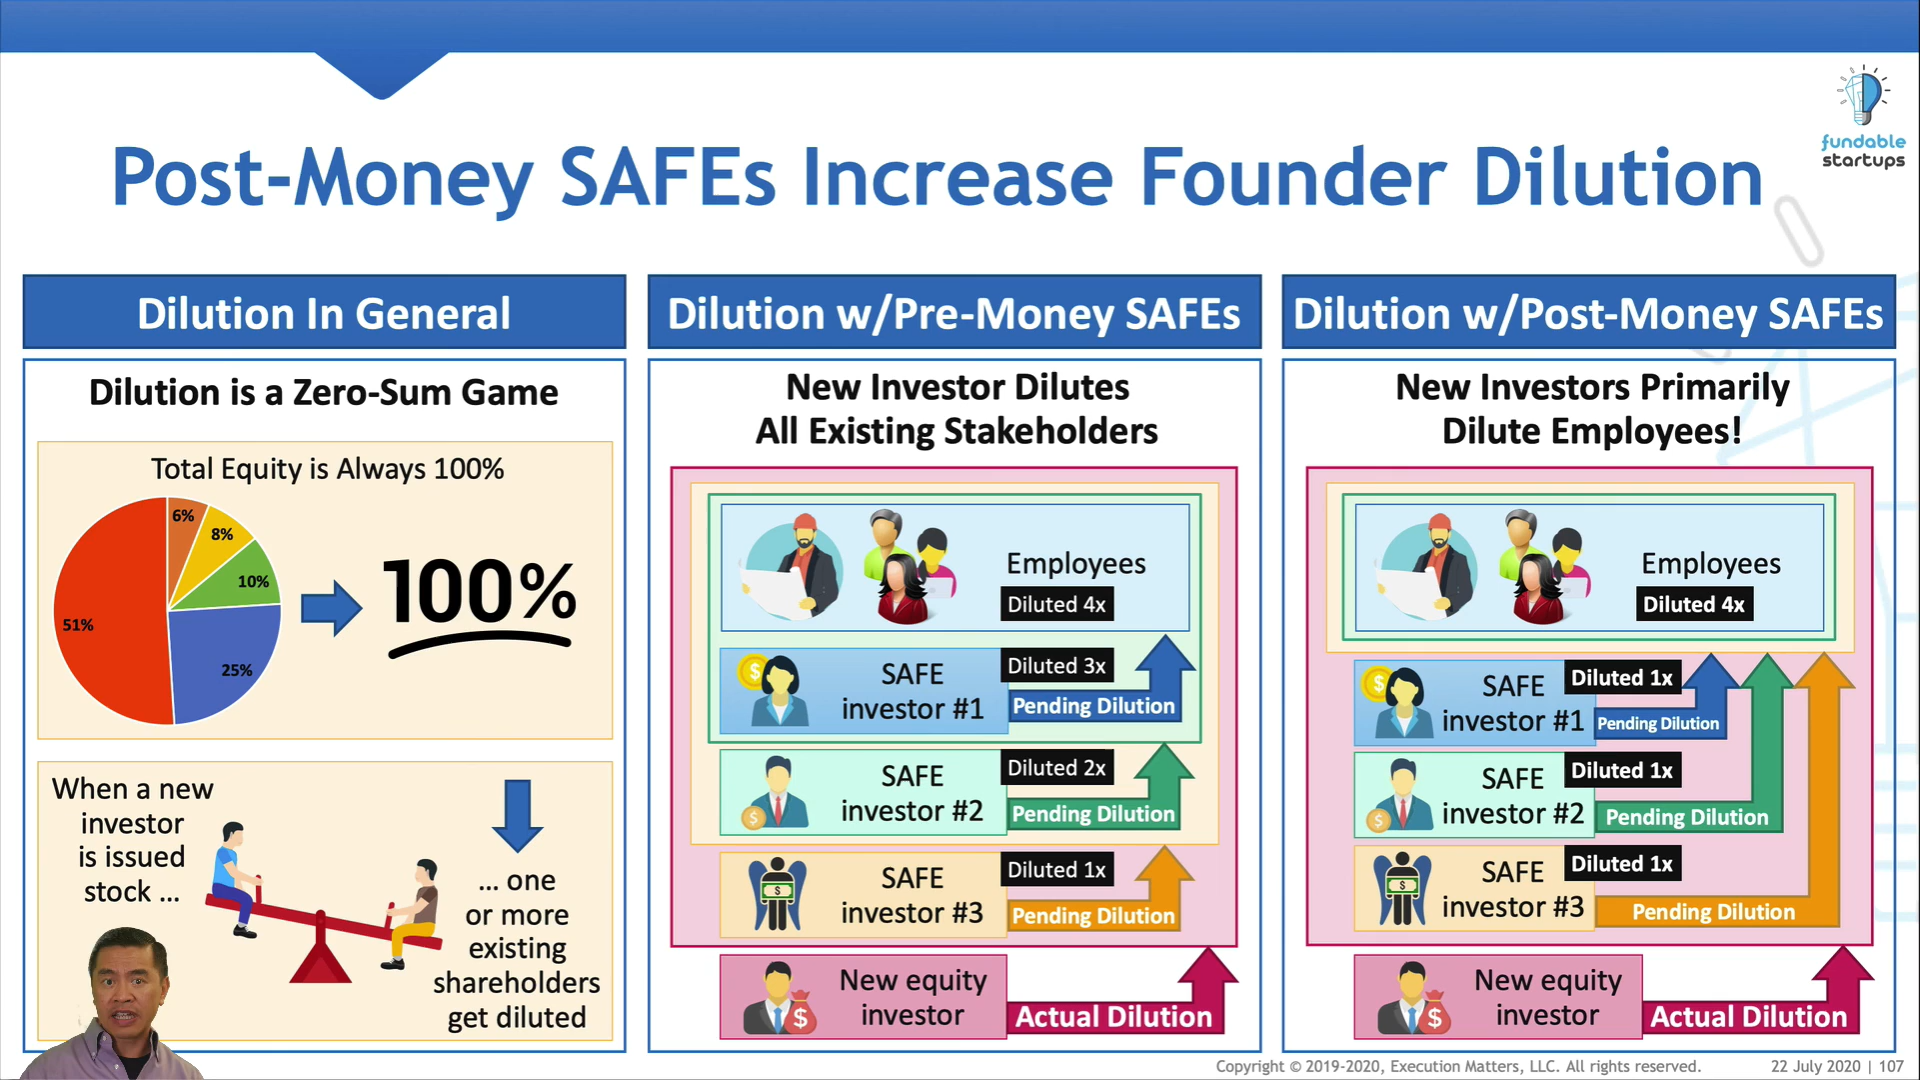 fundable
startups
Post-Money SAFEs Increase Founder Dilution
Dilution In General
Dilution is a Zero-Sum Game
Total Equity is Always 100%
6%
8%
10%
51%
25%
100%
When a new
investor
is issued
stock ...
... one
or more
existing
shareholders
get diluted
Dilution w/Pre-Money SAFEs
New Investor Dilutes
All Existing Stakeholders
Employees
Diluted 4x
SAFE
investor #1
Diluted 3x
Pending Dilution
SAFE
investor #2
Diluted 2x
Pending Dilution
SAFE
investor #3
Diluted 1x
Pending Dilution
New equity
investor
Actual Dilution
Dilution w/Post-Money SAFEs
New Investors Primarily
Dilute Employees!
Employees
Diluted 4x
SAFE
investor #1
Diluted 1x
Pending Dilution
SAFE
investor #2
Diluted 1x
Pending Dilution
SAFE
investor #3
Diluted 1x
Pending Dilution
New equity
investor
Actual Dilution
Copyright © 2019-2020, Execution Matters, LLC. All rights reserved.
22 July 2020 | 107